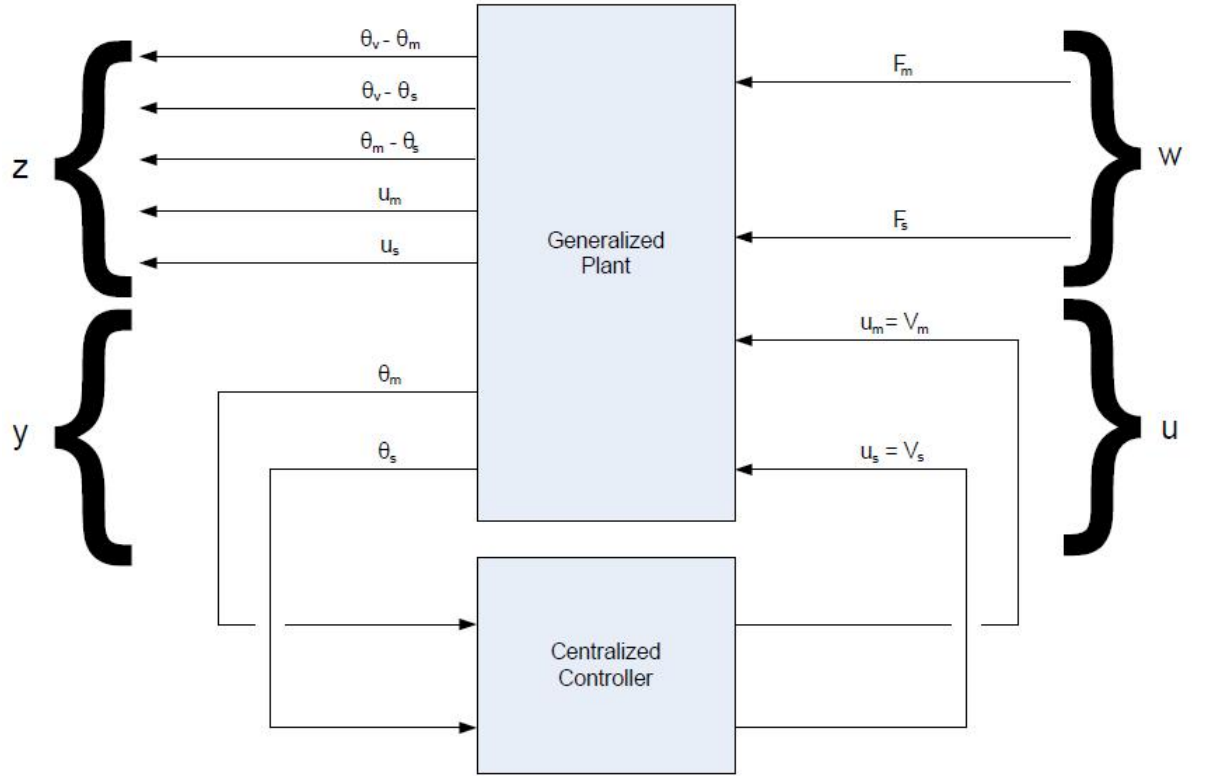 θᵥ - θₘ
θᵥ - θₛ
θₘ - θₛ
uₘ
uₛ
z
Fₘ
Fₛ
w
Generalized
Plant
θₘ
θₛ
y
uₘ = Vₘ
uₛ = Vₛ
u
Centralized
Controller